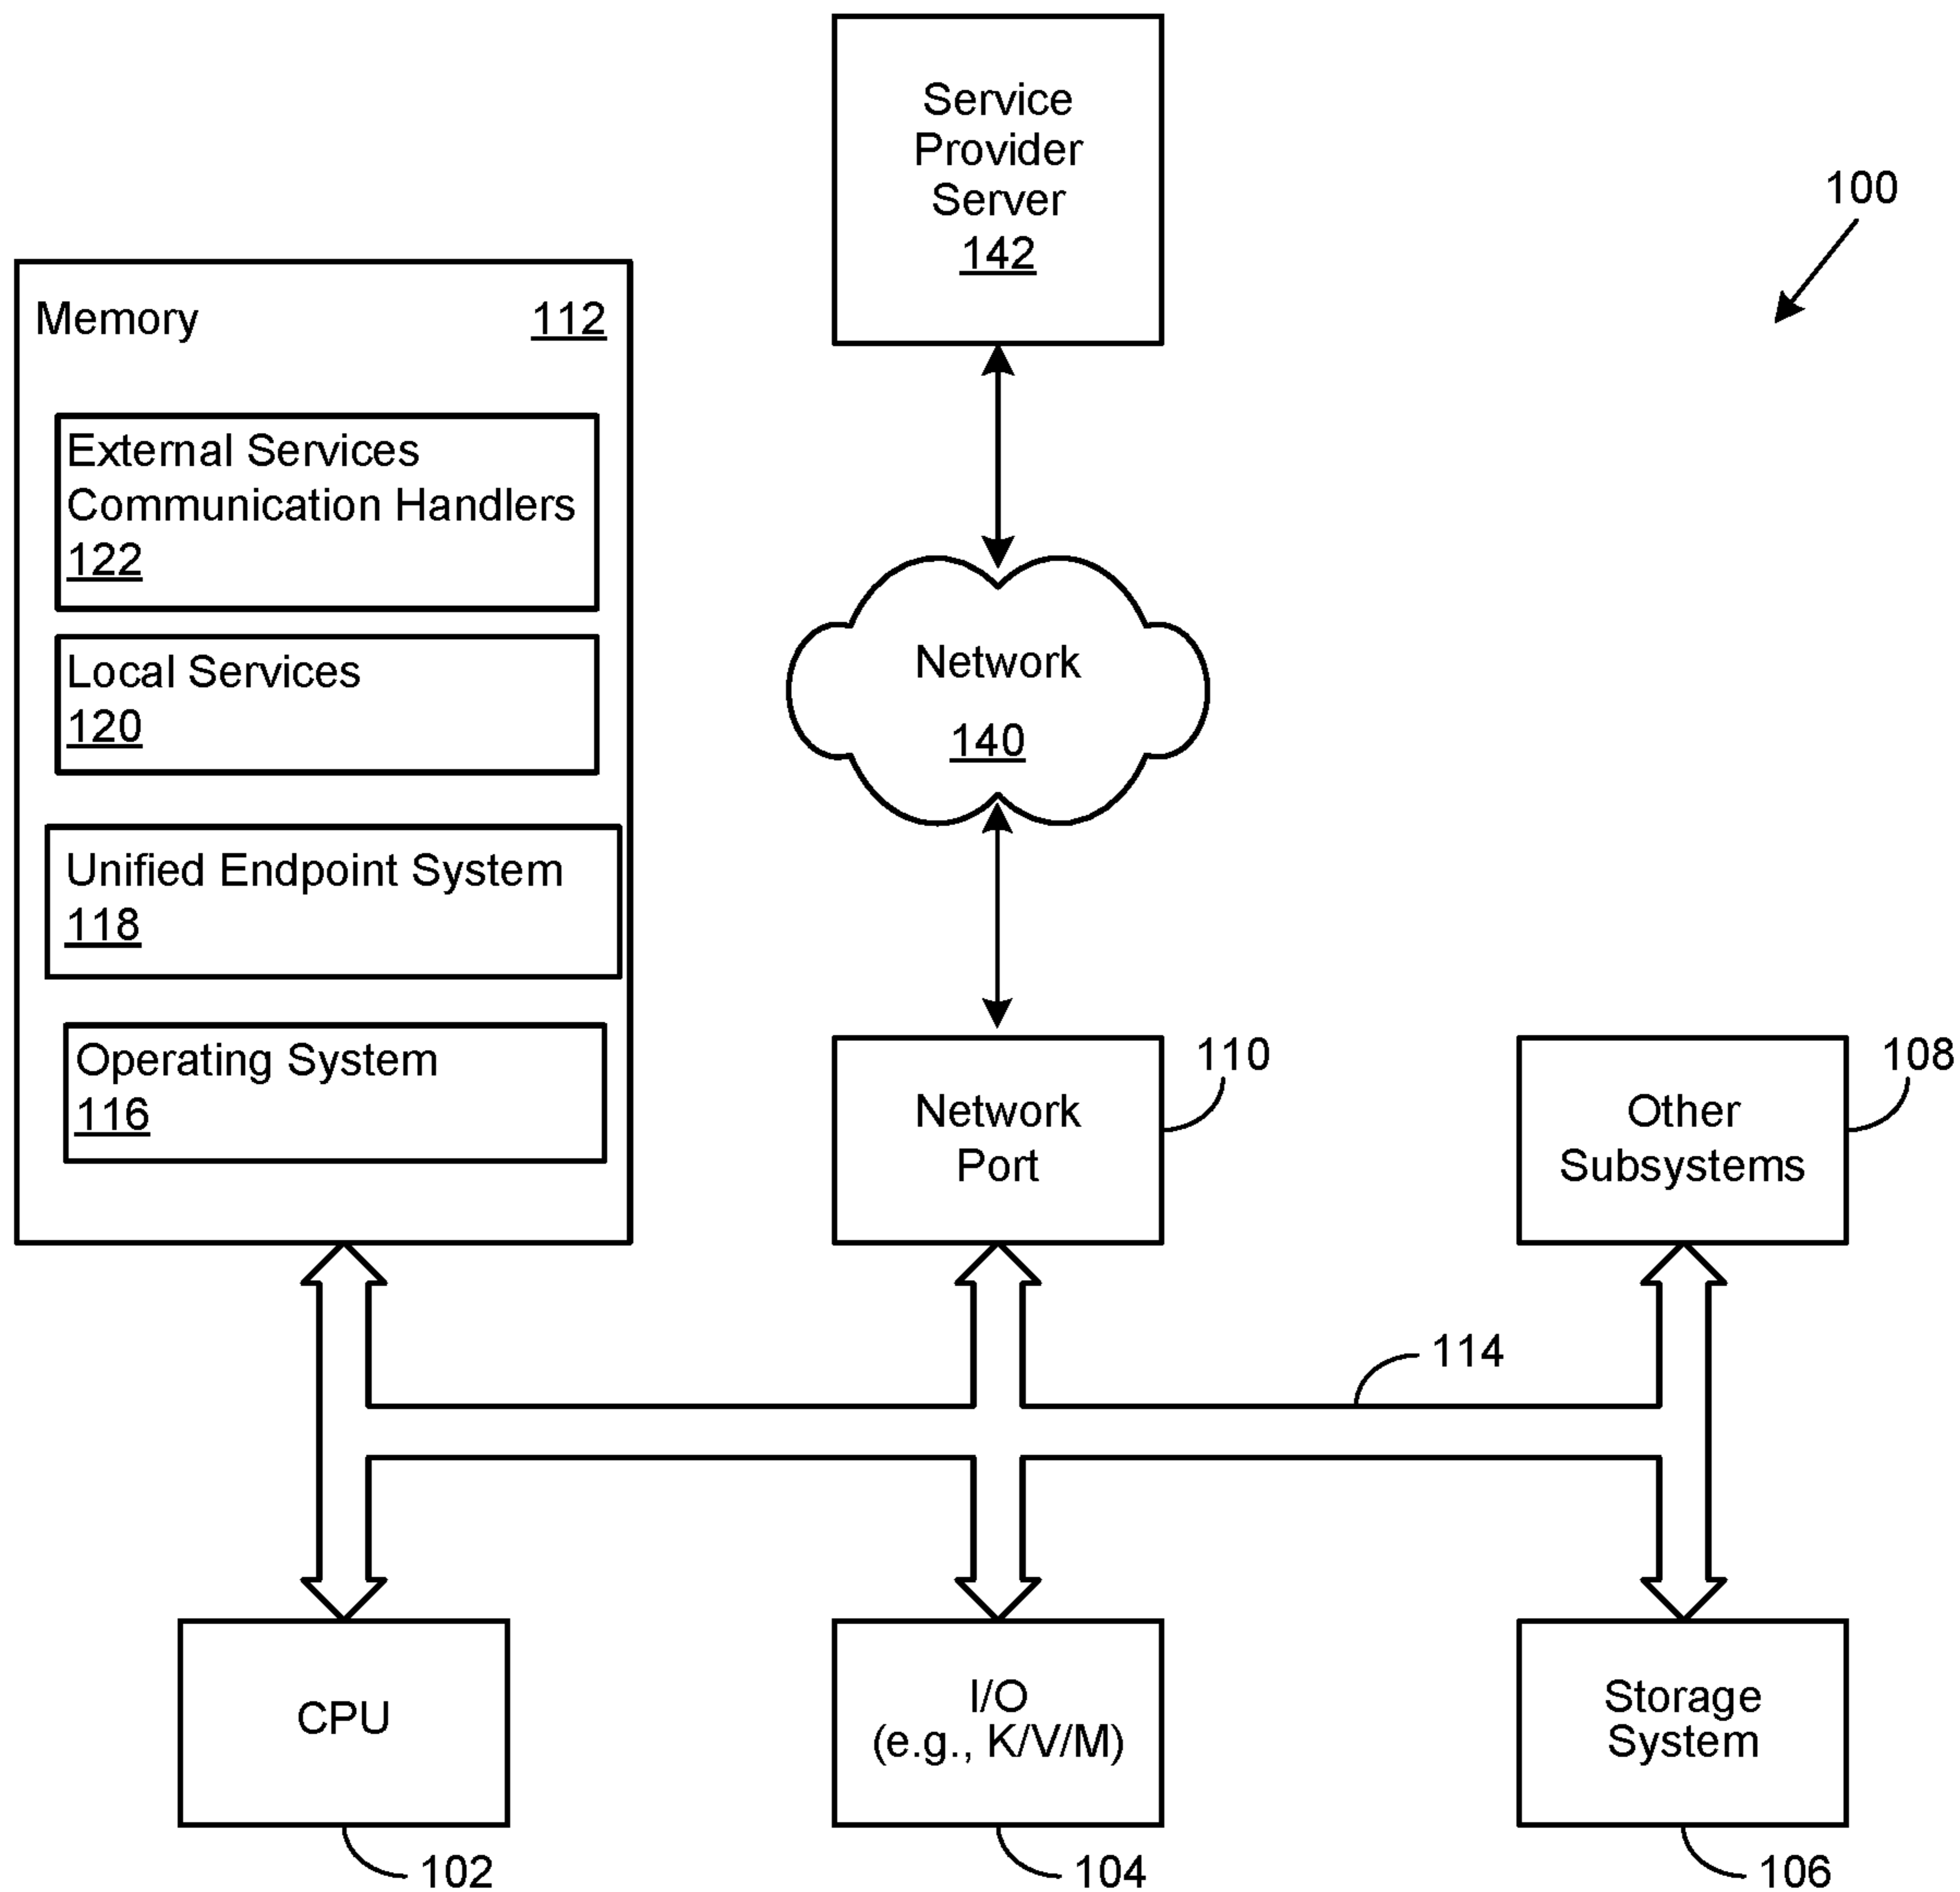 Service
Provider
Server
142
100
Memory 112
External Services
Communication Handlers
122
Local Services
120
Unified Endpoint System
118
Operating System
116
Network
140
Network
Port
110
Other
Subsystems
108
114
CPU
102
I/O
(e.g., K/V/M)
104
Storage
System
106